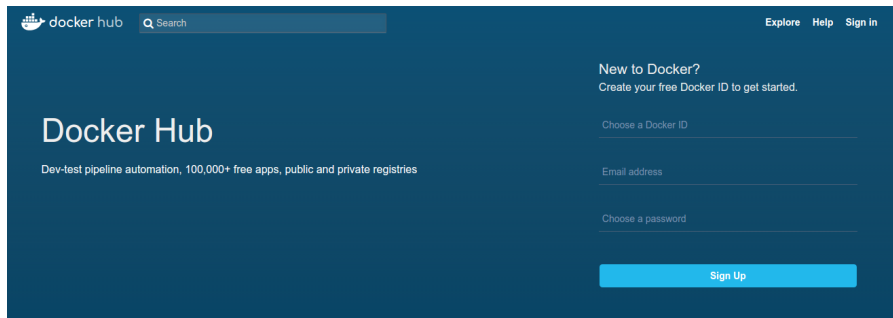 docker hub
Search
Explore Help Sign in
New to Docker?
Create your free Docker ID to get started.
Choose a Docker ID
Docker Hub
Dev-test pipeline automation, 100,000+ free apps, public and private registries
Email address
Choose a password
Sign Up